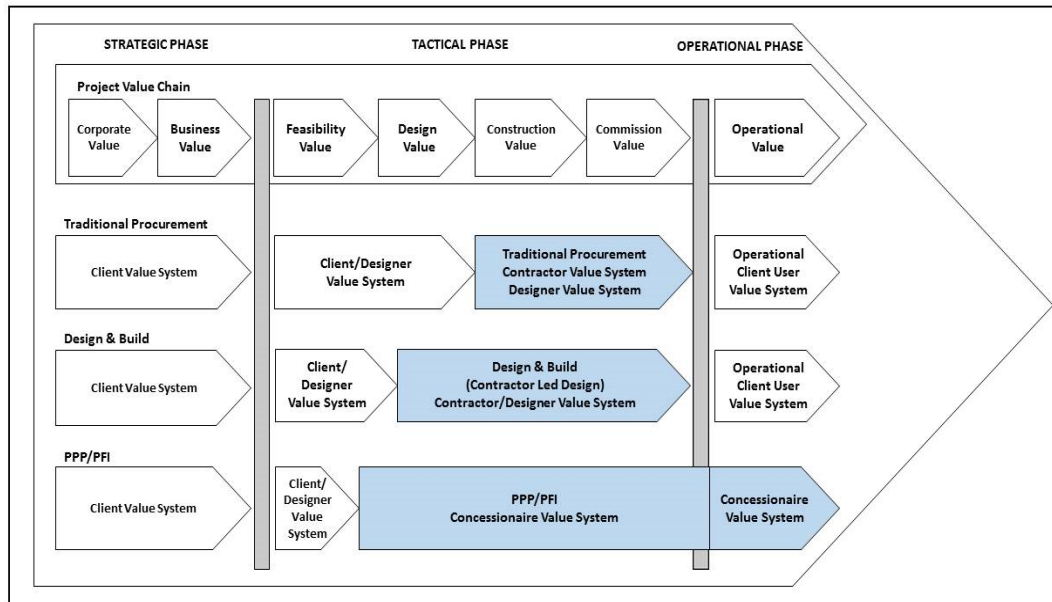 STRATEGIC PHASE
TACTICAL PHASE
OPERATIONAL PHASE
Project Value Chain
Corporate
Value
Business
Value
Feasibility
Value
Design
Value
Construction
Value
Commission
Value
Operational
Value
Traditional Procurement
Client Value System
Client/Designer
Value System
Traditional Procurement
Contractor Value System
Designer Value System
Operational
Client User
Value System
Design & Build
Client Value System
Client/
Designer
Value System
Design & Build
(Contractor Led Design)
Contractor/Designer Value System
Operational
Client User
Value System
PPP/PFI
Client Value System
Client/
Designer
Value
System
PPP/PFI
Concessionaire Value System
Concessionaire
Value System